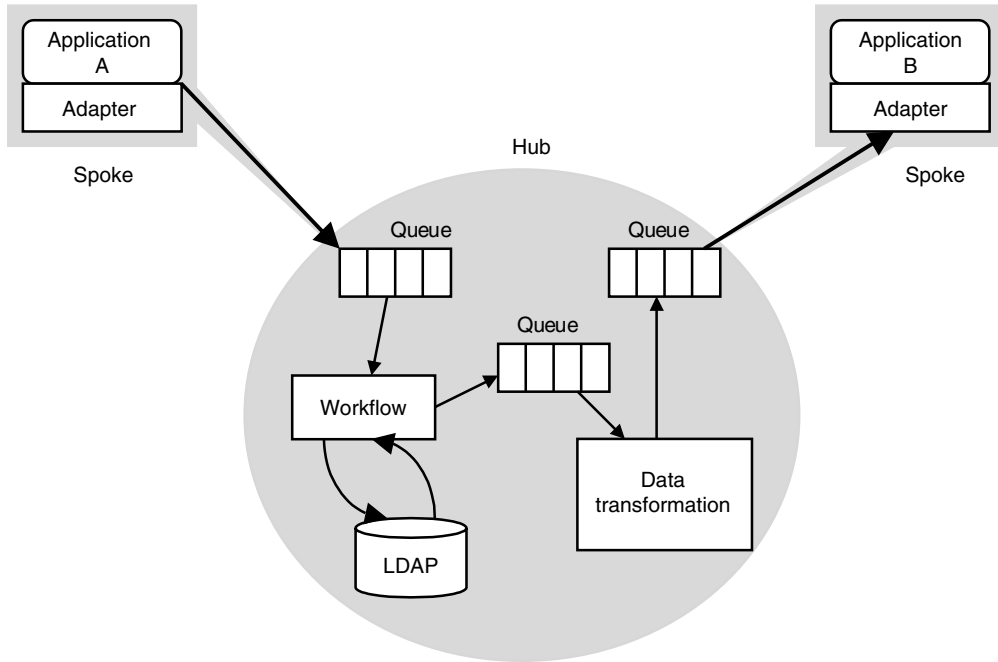 Application
A
Adapter
Spoke
Application
B
Adapter
Spoke
Hub
Queue
Queue
Queue
Workflow
Data
transformation
LDAP